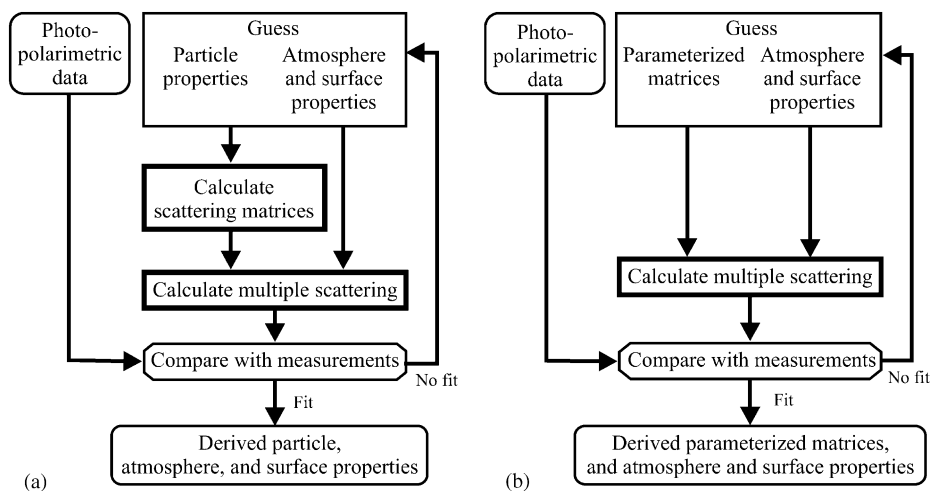 Photo-
polarimetric
data
Guess
Particle
properties
Atmosphere
and surface
properties
Calculate
scattering matrices
Calculate multiple scattering
Compare with measurements
No fit
Fit
Derived particle,
atmosphere, and surface properties
(a)
Photo-
polarimetric
data
Guess
Parameterized
matrices
Atmosphere
and surface
properties
Calculate multiple scattering
Compare with measurements
No fit
Fit
Derived parameterized matrices,
and atmosphere and surface properties
(b)